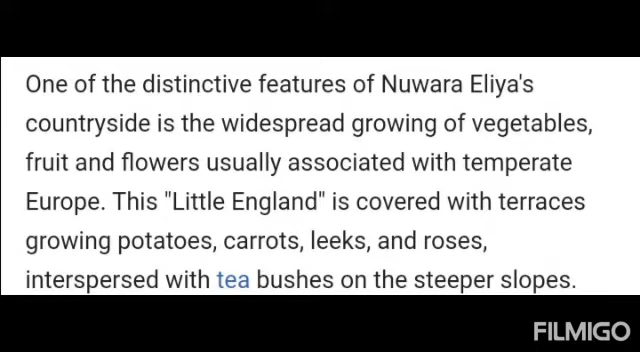 One of the distinctive features of Nuwara Eliya's
countryside is the widespread growing of vegetables,
fruit and flowers usually associated with temperate
Europe. This "Little England" is covered with terraces
growing potatoes, carrots, leeks, and roses,
interspersed with tea bushes on the steeper slopes.
FILMIGO